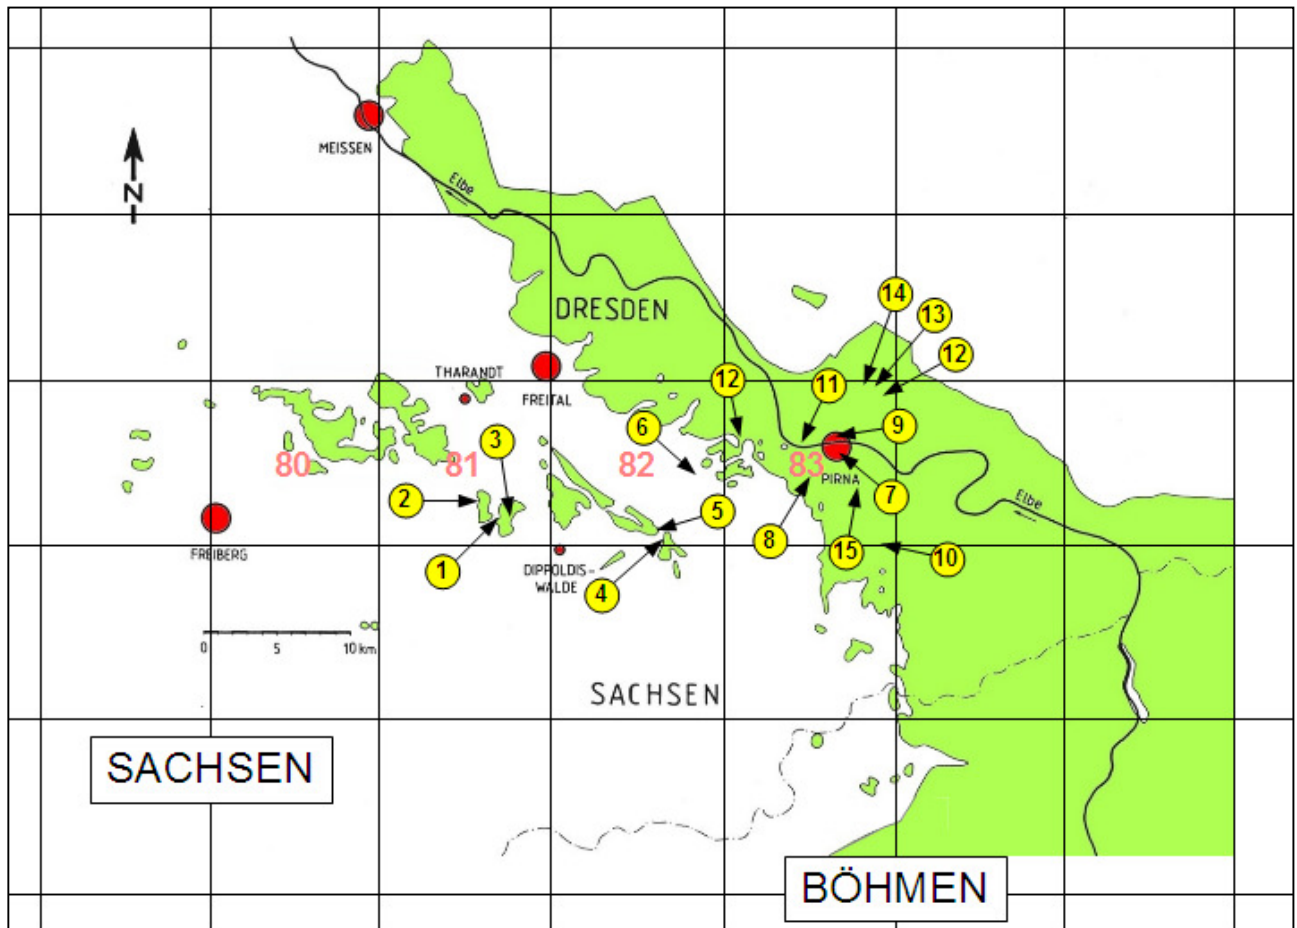 MEISSEN
N
Elbe
14
DRESDEN
13
12
THARANDT
12
11
FREITAL
6
9
3
80
81
82
83
PIRNA
2
7
5
Elbe
8
15
10
FREIBERG
1
DIPPOLDIS-
WALDE
4
0 5 10 km
SACHSEN
SACHSEN
BÖHMEN